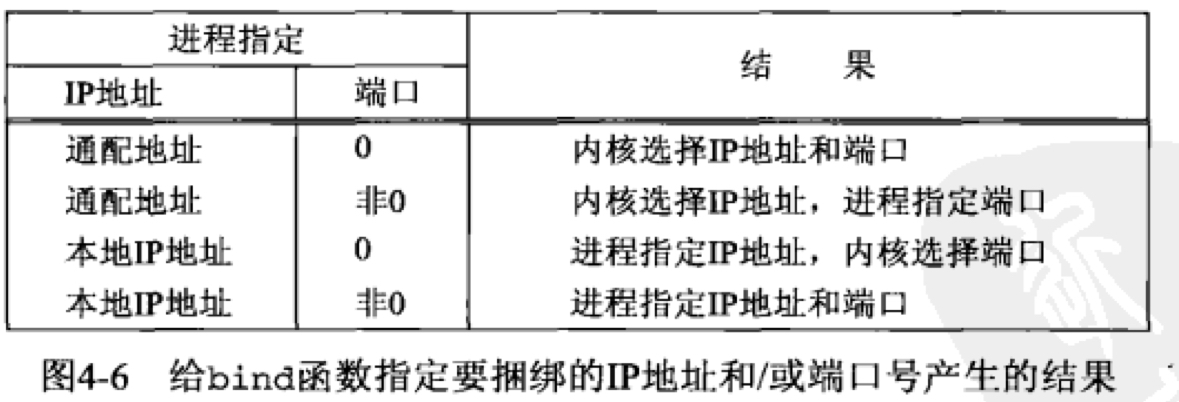 进程指定
结 果
IP地址 端口
通配地址 0 内核选择IP地址和端口
通配地址 非0 内核选择IP地址，进程指定端口
本地IP地址 0 进程指定IP地址，内核选择端口
本地IP地址 非0 进程指定IP地址和端口
图4-6 给bind函数指定要捆绑的IP地址和/或端口号产生的结果